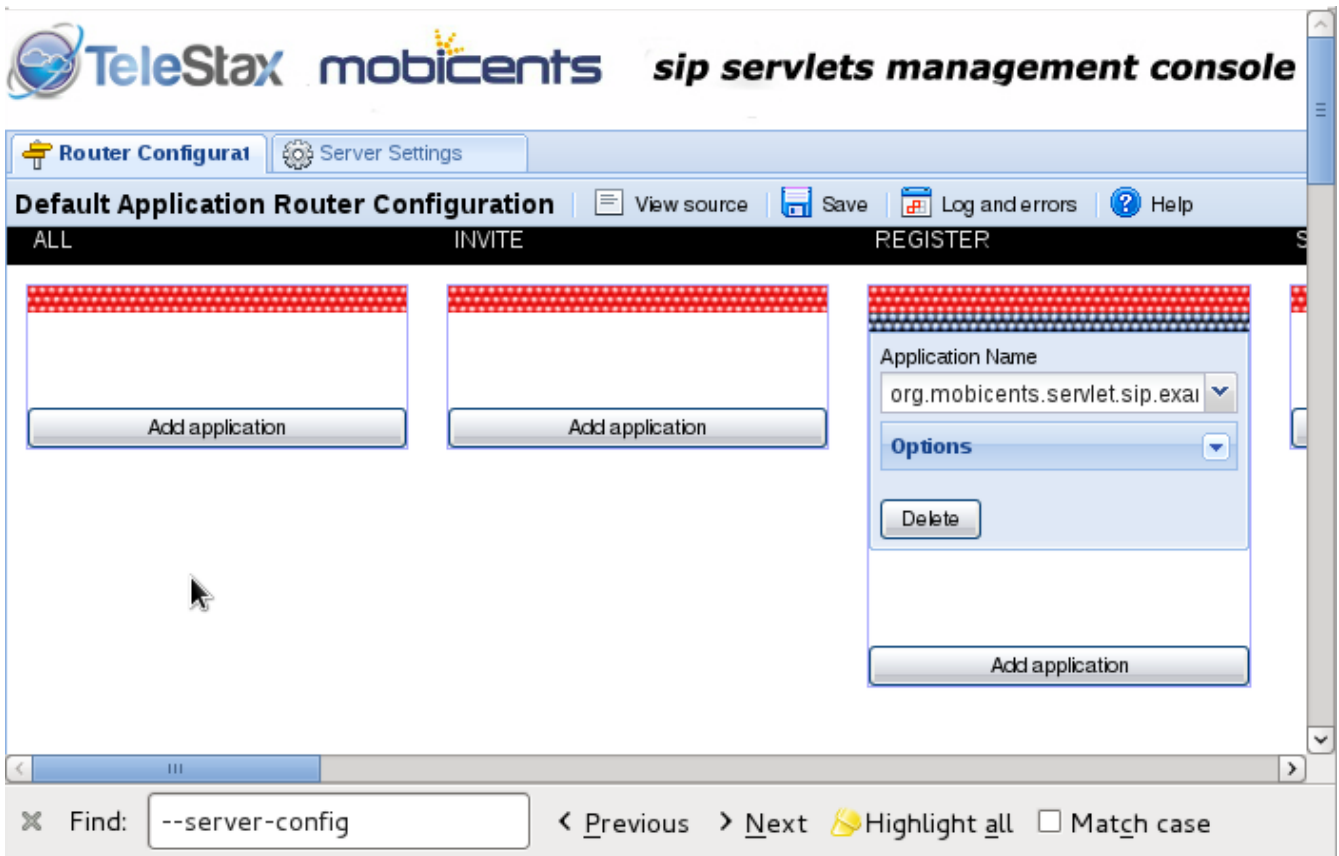 TeleStax mobicents sip servlets management console
Router Configurat Server Settings
Default Application Router Configuration View source Save Log and errors Help
ALL INVITE REGISTER S
Application Name
org.mobicents.servlet.sip.exa
Add application Add application
Options
Delete
Add application
Find: --server-config Previous Next Highlight all Match case